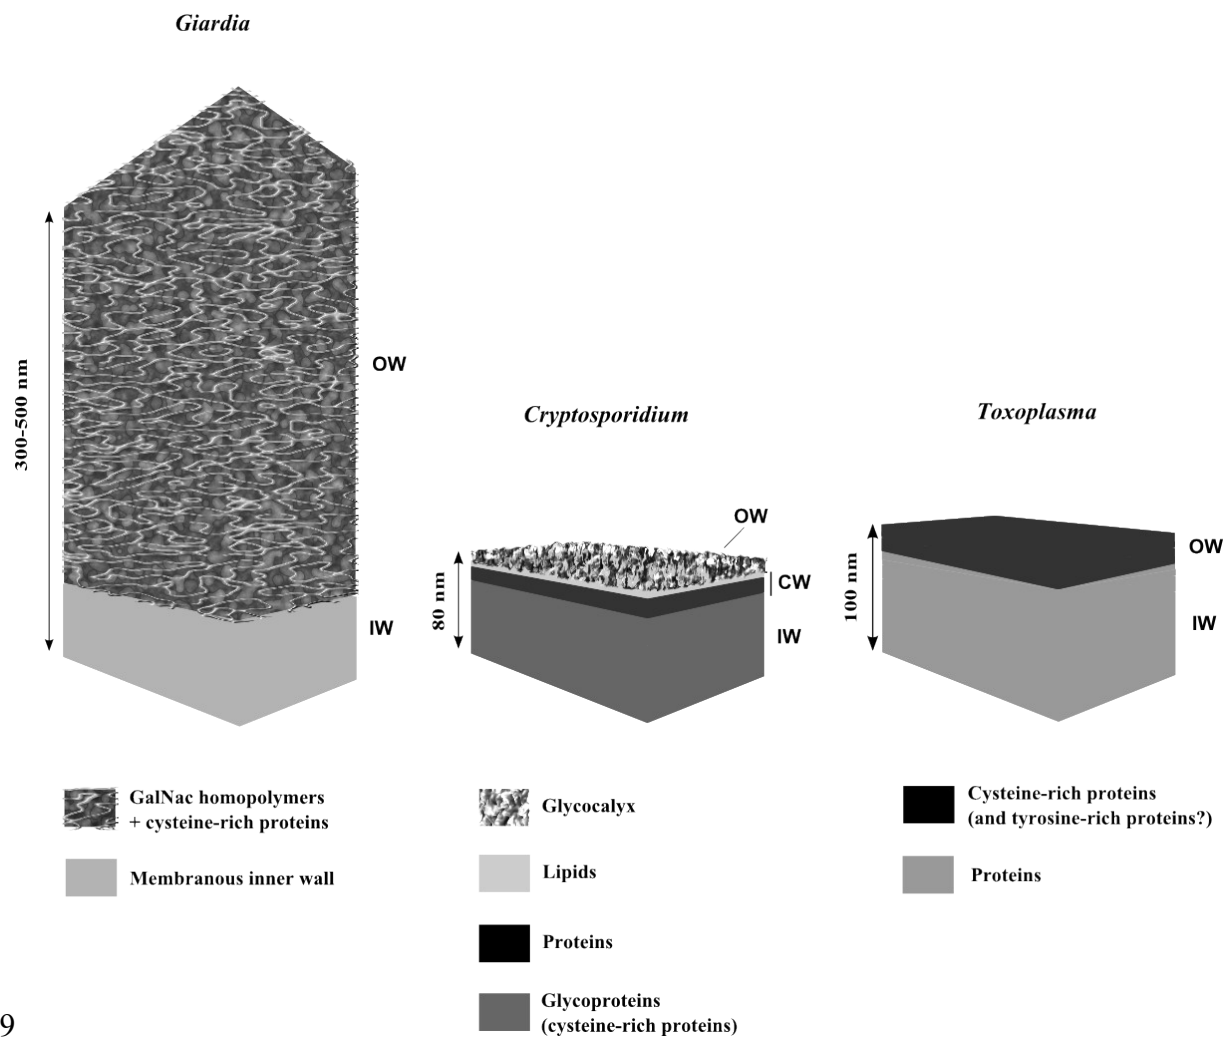 Giardia
300-500 nm
OW
IW
Cryptosporidium
OW
80 nm
CW
IW
Toxoplasma
100 nm
OW
IW
GalNac homopolymers
+ cysteine-rich proteins
Membranous inner wall
Glycocalyx
Lipids
Proteins
Glycoproteins
(cysteine-rich proteins)
Cysteine-rich proteins
(and tyrosine-rich proteins?)
Proteins
9